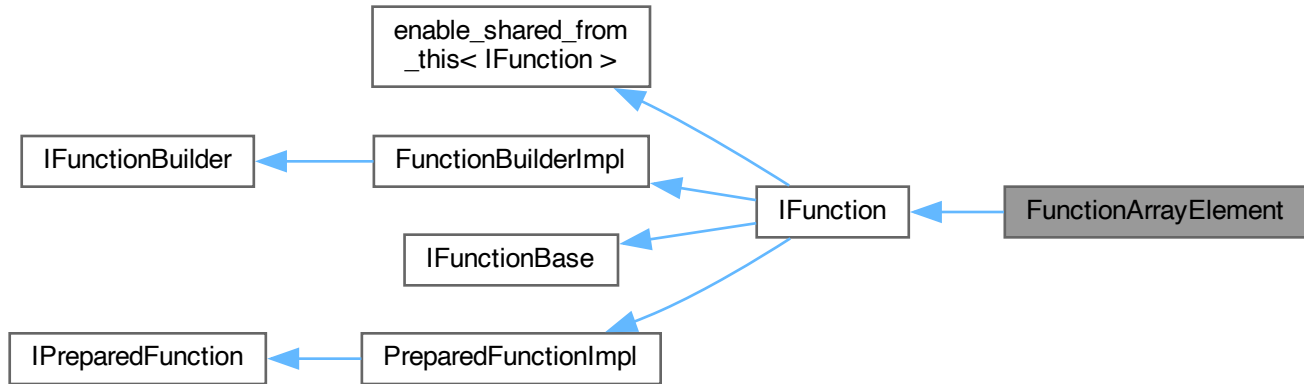 enable_shared_from
_this< IFunction >
IFunctionBuilder
FunctionBuilderImpl
IFunction
FunctionArrayElement
IFunctionBase
IPreparedFunction
PreparedFunctionImpl